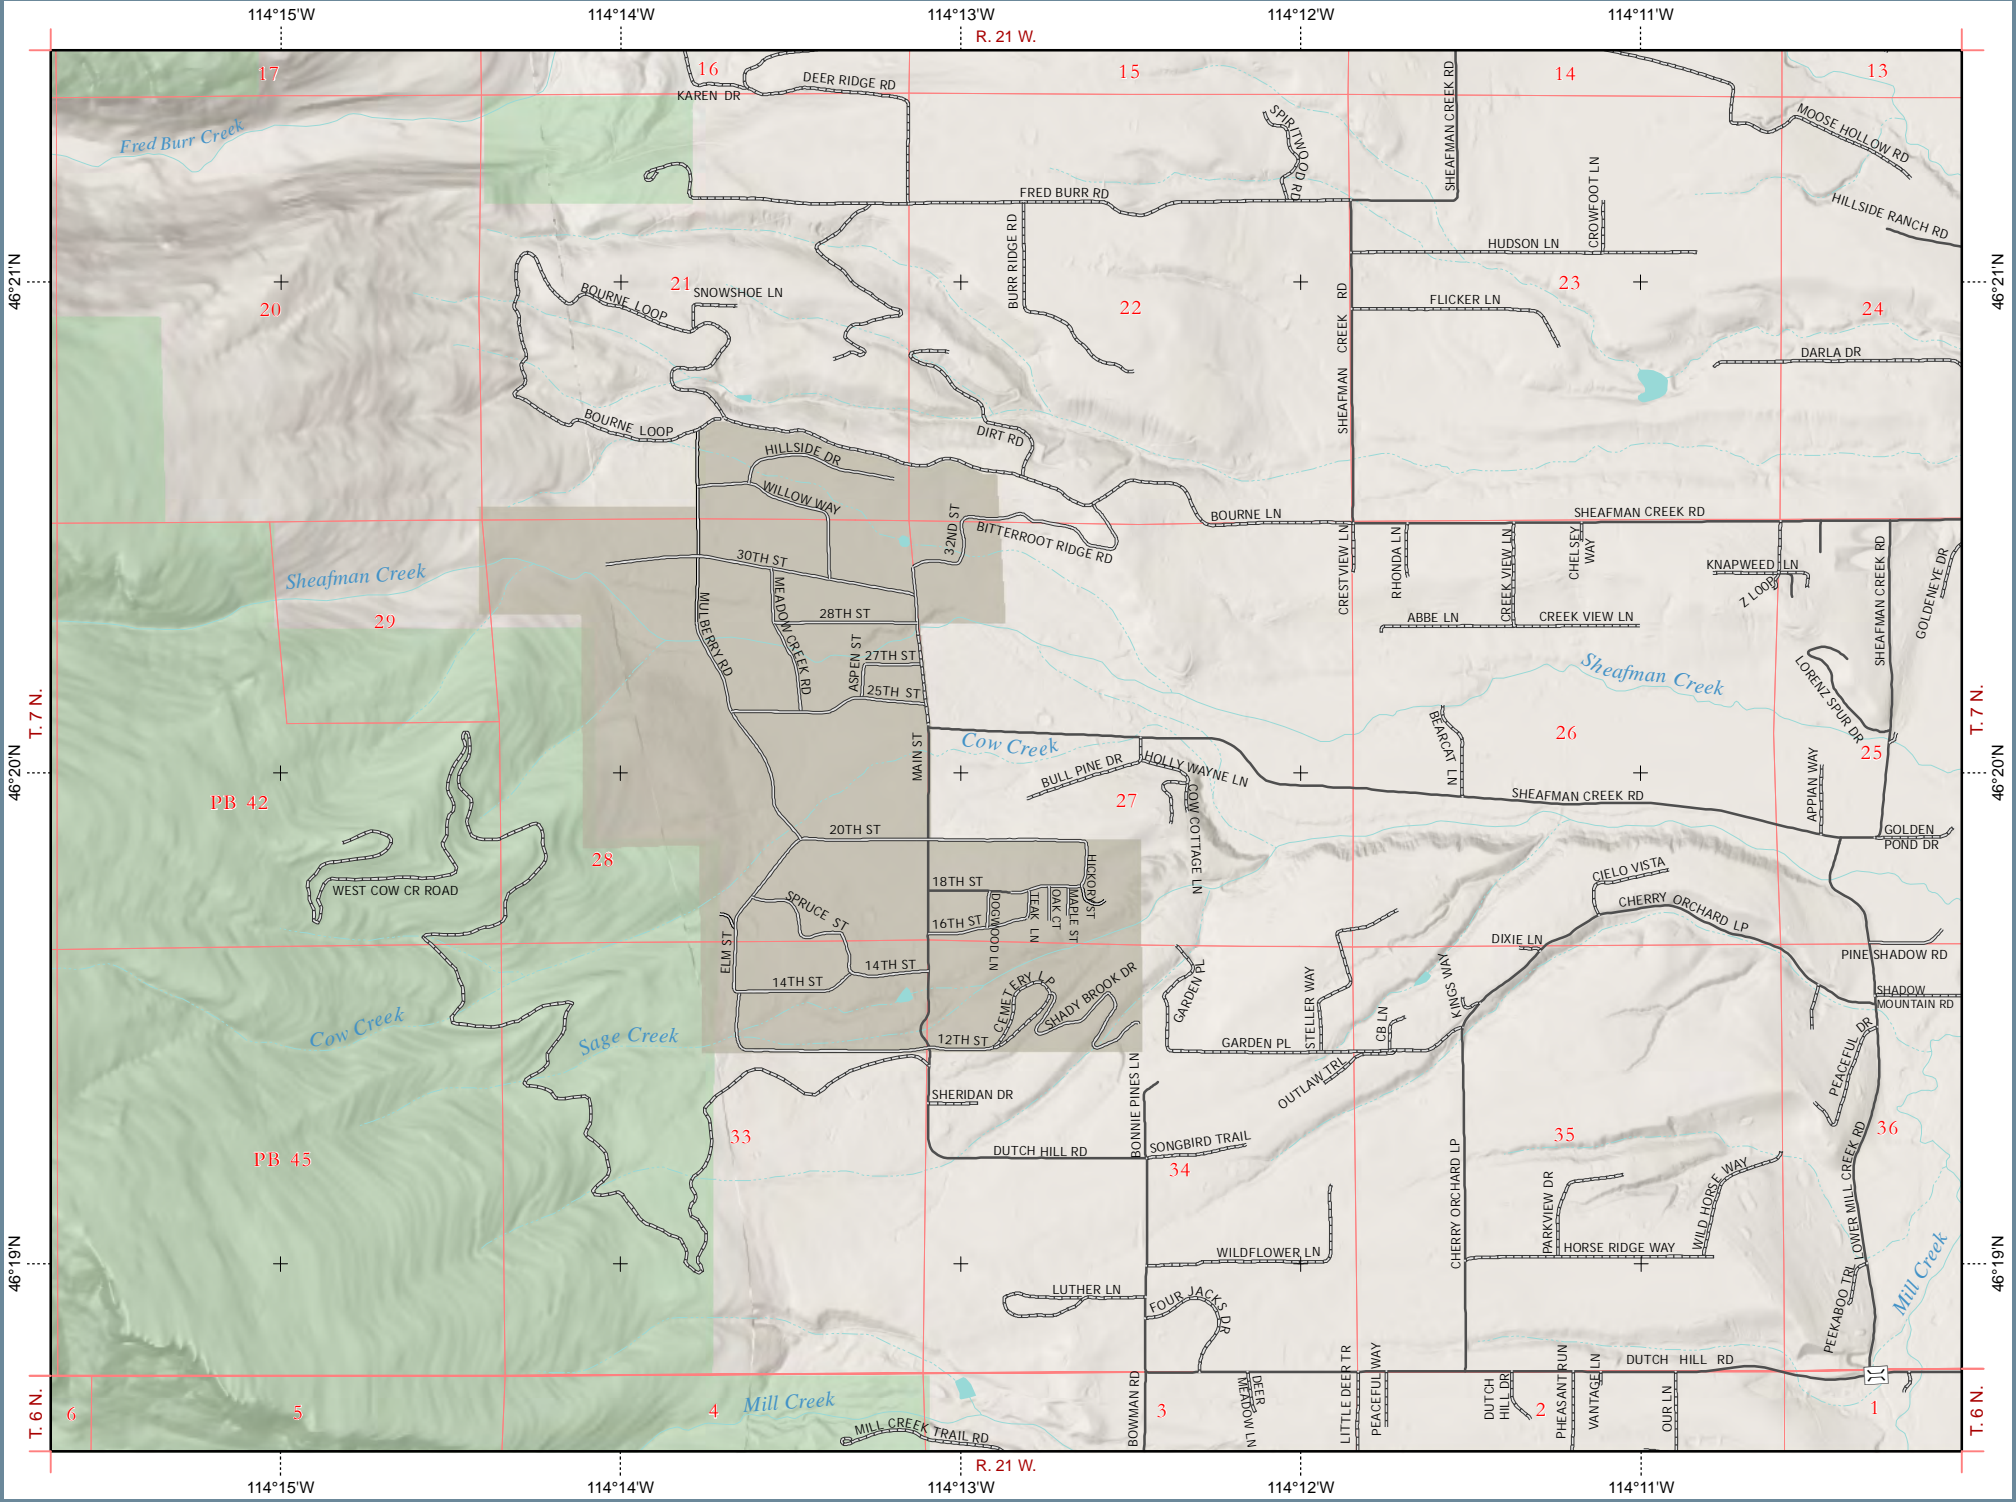 114°15'W
114°14'W
114°13'W
114°12'W
114°11'W
R. 21 W.
17
16
15
14
13
DEER RIDGE RD
KAREN DR
Fred Burr Creek
SPIRITWOOD RD
SHEAFMAN CREEK RD
MOOSE HOLLOW RD
CROWFOOT LN
FRED BURR RD
HILLSIDE RANCH RD
BURR RIDGE RD
HUDSON LN
46°21'N
46°21'N
20
21
22
23
24
BOURNE LOOP
SNOWSHOE LN
FLICKER LN
SHEAFMAN CREEK RD
DARLA DR
BOURNE LOOP
DIRT RD
HILLSIDE DR
WILLOW WAY
32ND ST
BITTERROOT RIDGE RD
BOURNE LN
SHEAFMAN CREEK RD
30TH ST
CRESTVIEW LN
RHONDA LN
CREEK VIEW LN
CHELSEY
WAY
KNAPWEED LN
Z LOOP
SHEAFMAN CREEK RD
GOLDENEYE DR
Sheafman Creek
29
MULBERRY RD
MEADOW CREEK RD
28TH ST
ABBE LN
CREEK VIEW LN
ASPEN ST
27TH ST
25TH ST
Sheafman Creek
LORENZ SPUR DR
T. 7 N.
T. 7 N.
26
25
MAIN ST
Cow Creek
BEARCAT LN
BULL PINE DR
HOLLY WAYNE LN
46°20'N
46°20'N
PB 42
27
COW COTTAGE LN
SHEAFMAN CREEK RD
APPIAN WAY
20TH ST
GOLDEN
POND DR
28
WEST COW CR ROAD
HICKORY ST
CIELO VISTA
18TH ST
CHERRY ORCHARD LP
SPRUCE ST
16TH ST
DOGWOOD LN
TEAK LN
OAK CT
MAPLE ST
ELM ST
DIXIE LN
PINE SHADOW RD
14TH ST
14TH ST
CEMETERY LP
SHADY BROOK DR
GARDEN PL
STELLER WAY
KINGS WAY
SHADOW
MOUNTAIN RD
Cow Creek
Sage Creek
12TH ST
GARDEN PL
CB LN
PEACEFUL DR
OUTLAW TRL
SHERIDAN DR
BONNIE PINES LN
PB 45
33
DUTCH HILL RD
SONGBIRD TRAIL
34
35
36
CHERRY ORCHARD LP
PARKVIEW DR
WILD HORSE WAY
LOWER MILL CREEK RD
46°19'N
46°19'N
WILDFLOWER LN
HORSE RIDGE WAY
Mill Creek
LUTHER LN
FOUR JACKS DR
PEEKABOO TRL
DUTCH HILL RD
T. 6 N.
T. 6 N.
6
5
4
3
2
1
Mill Creek
MILL CREEK TRAIL RD
BOWMAN RD
DEER
MEADOW LN
LITTLE DEER TR
PEACEFUL WAY
DUTCH
HILL DR
PHEASANT RUN
VANTAGE LN
OUR LN
R. 21 W.
114°15'W
114°14'W
114°13'W
114°12'W
114°11'W